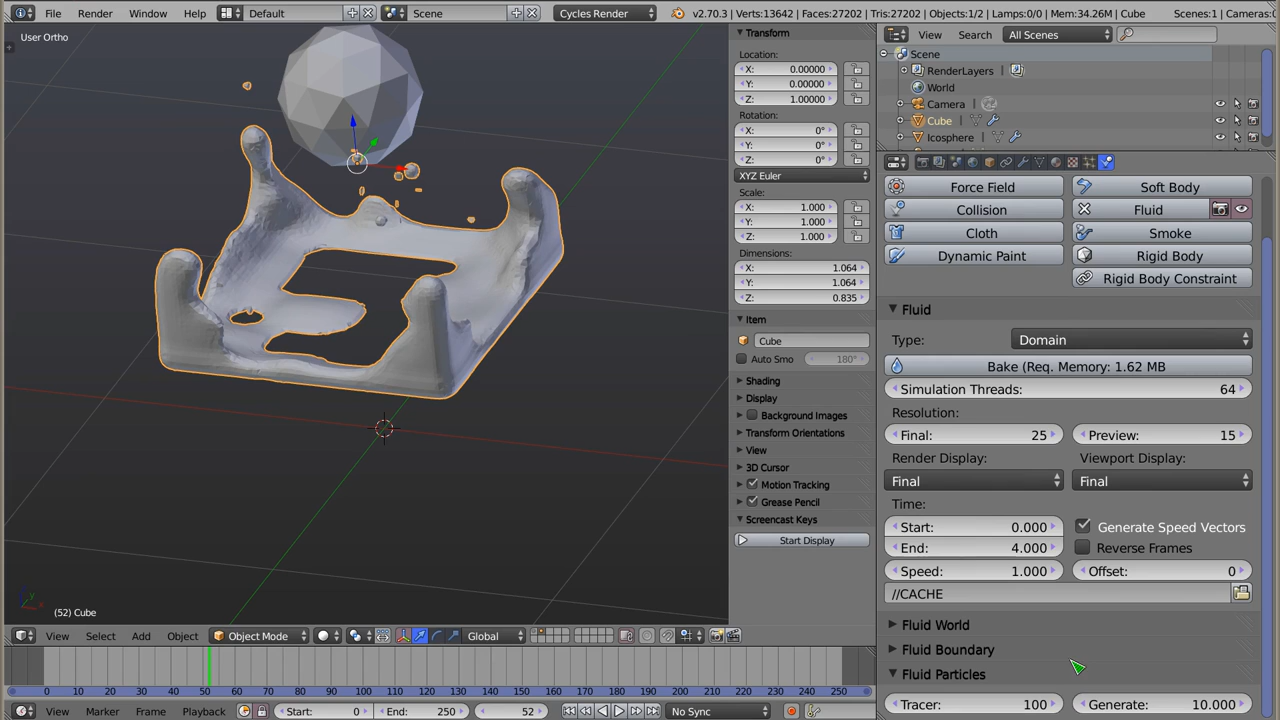 File Render Window Help Default Scene Cycles Render v2.70.3 | Verts:13642 | Faces:27202 | Tris:27202 | Objects:1/2 | Lamps:0/0 | Mem:34.26M | Cube Scenes:1 | Cameras:
User Ortho
(52) Cube
View Select Add Object Object Mode Global
0 10 20 30 40 50 60 70 80 90 100 110 120 130 140 150 160 170 180 190 200 210 220 230 240 250
View Marker Frame Playback Start: 0 End: 250 52 No Sync
Transform
Location:
X: 0.00000
Y: 0.00000
Z: 1.00000
Rotation:
X: 0°
Y: 0°
Z: 0°
XYZ Euler
Scale:
X: 1.000
Y: 1.000
Z: 1.000
Dimensions:
X: 1.064
Y: 1.064
Z: 0.835
Item
Cube
Auto Smo 180°
Shading
Display
Background Images
Transform Orientations
View
3D Cursor
Motion Tracking
Grease Pencil
Screencast Keys
Start Display
View Search All Scenes
Scene
RenderLayers
World
Camera
Cube
Icosphere
Force Field Soft Body
Collision Fluid
Cloth Smoke
Dynamic Paint Rigid Body
Rigid Body Constraint
Fluid
Type: Domain
Bake (Req. Memory: 1.62 MB
Simulation Threads: 64
Resolution:
Final: 25 Preview: 15
Render Display: Viewport Display:
Final Final
Time:
Start: 0.000 Generate Speed Vectors
End: 4.000 Reverse Frames
Speed: 1.000 Offset: 0
//CACHE
Fluid World
Fluid Boundary
Fluid Particles
Tracer: 100 Generate: 10.000